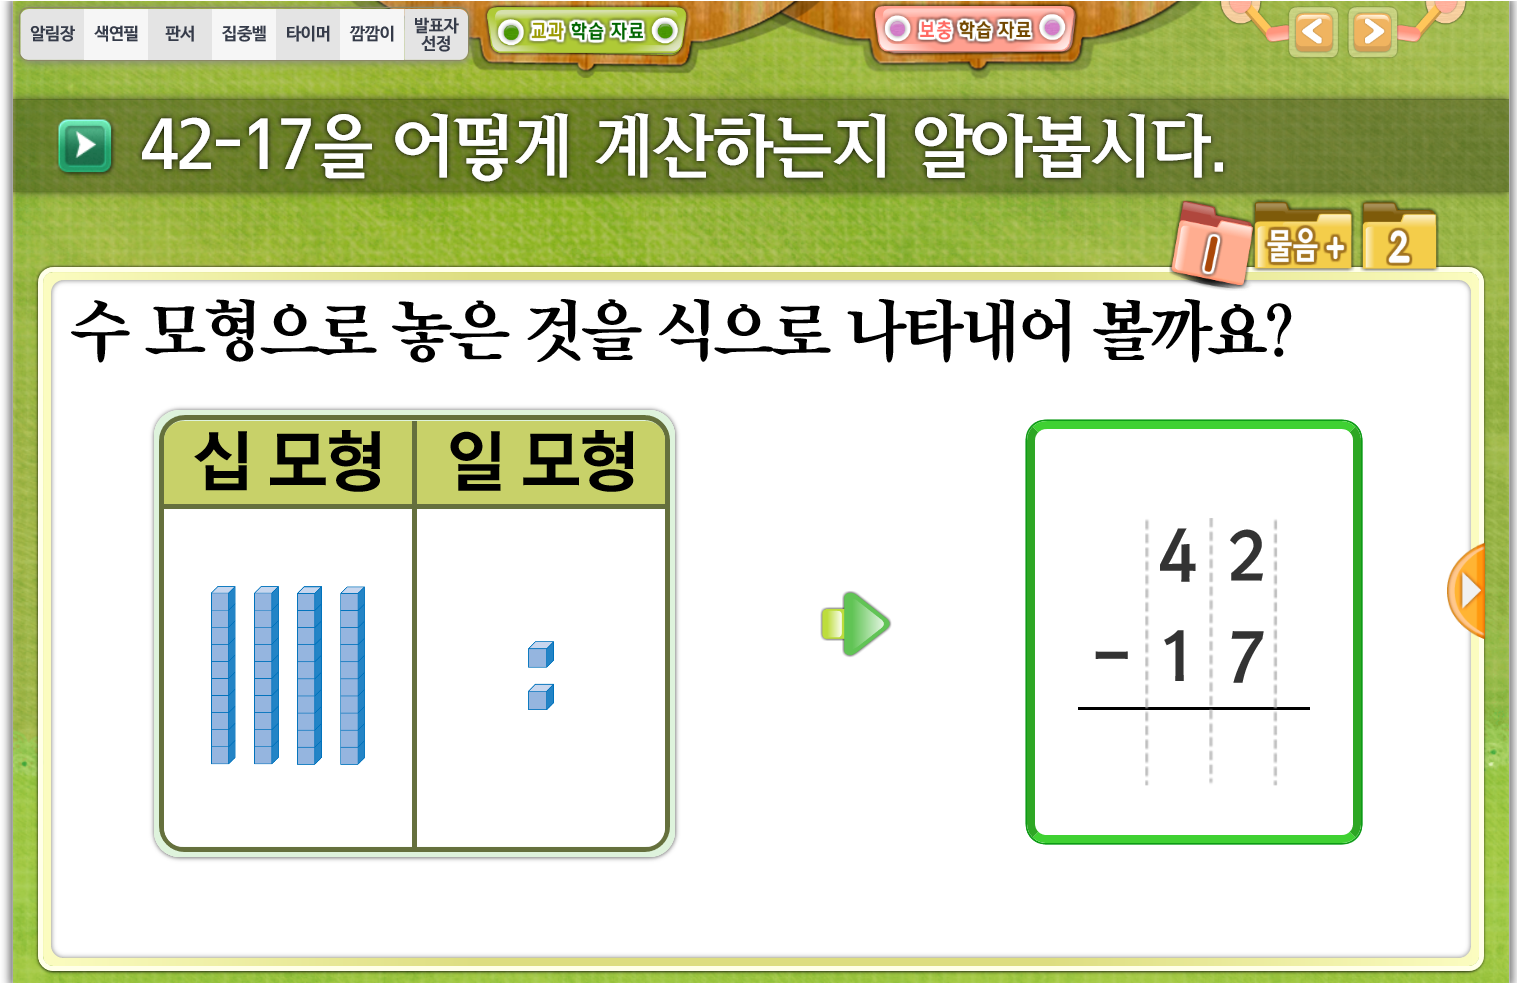 알림장 색연필 판서 집중벨 타이머 깜깜이 발표자 선정
교과 학습 자료
보충 학습 자료
42-17을 어떻게 계산하는지 알아봅시다.
1 물음+ 2
수 모형으로 놓은 것을 식으로 나타내어 볼까요?
십 모형 일 모형
4 2
- 1 7